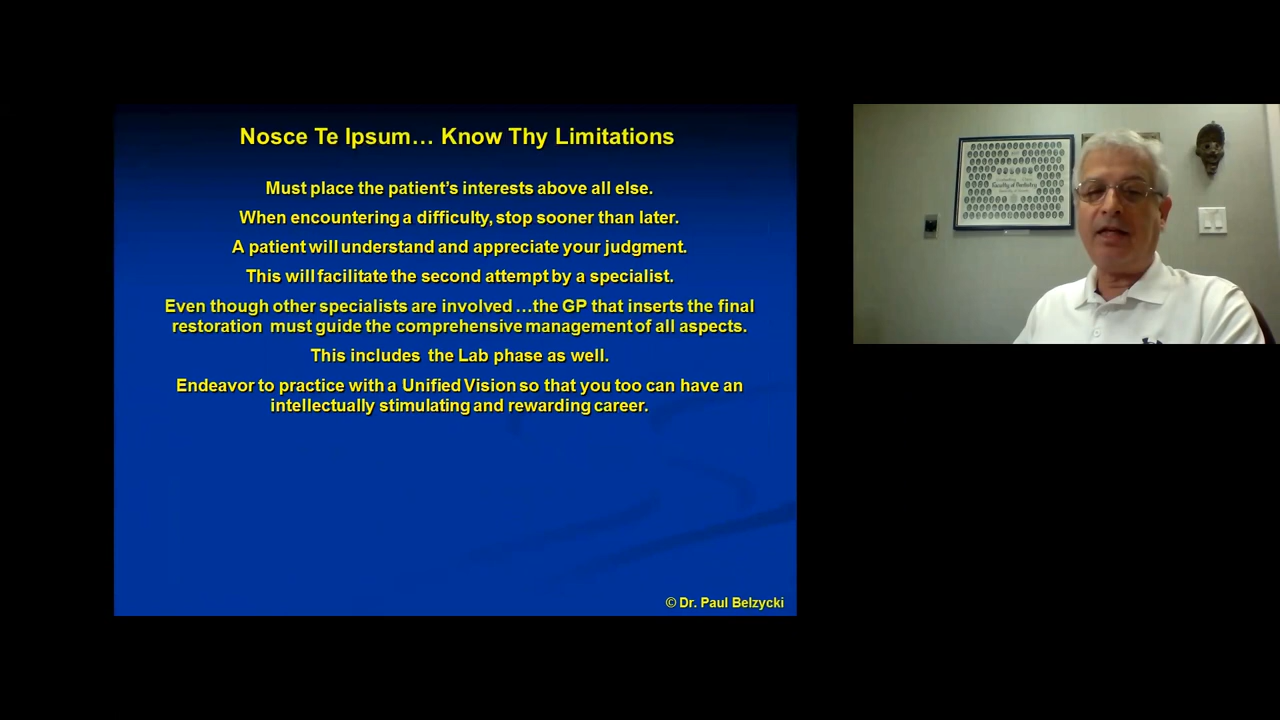 Nosce Te Ipsum… Know Thy Limitations
Must place the patient's interests above all else.
When encountering a difficulty, stop sooner than later.
A patient will understand and appreciate your judgment.
This will facilitate the second attempt by a specialist.
Even though other specialists are involved …the GP that inserts the final
restoration must guide the comprehensive management of all aspects.
This includes the Lab phase as well.
Endeavor to practice with a Unified Vision so that you too can have an
intellectually stimulating and rewarding career.
© Dr. Paul Belzycki
Faculty of Dentistry